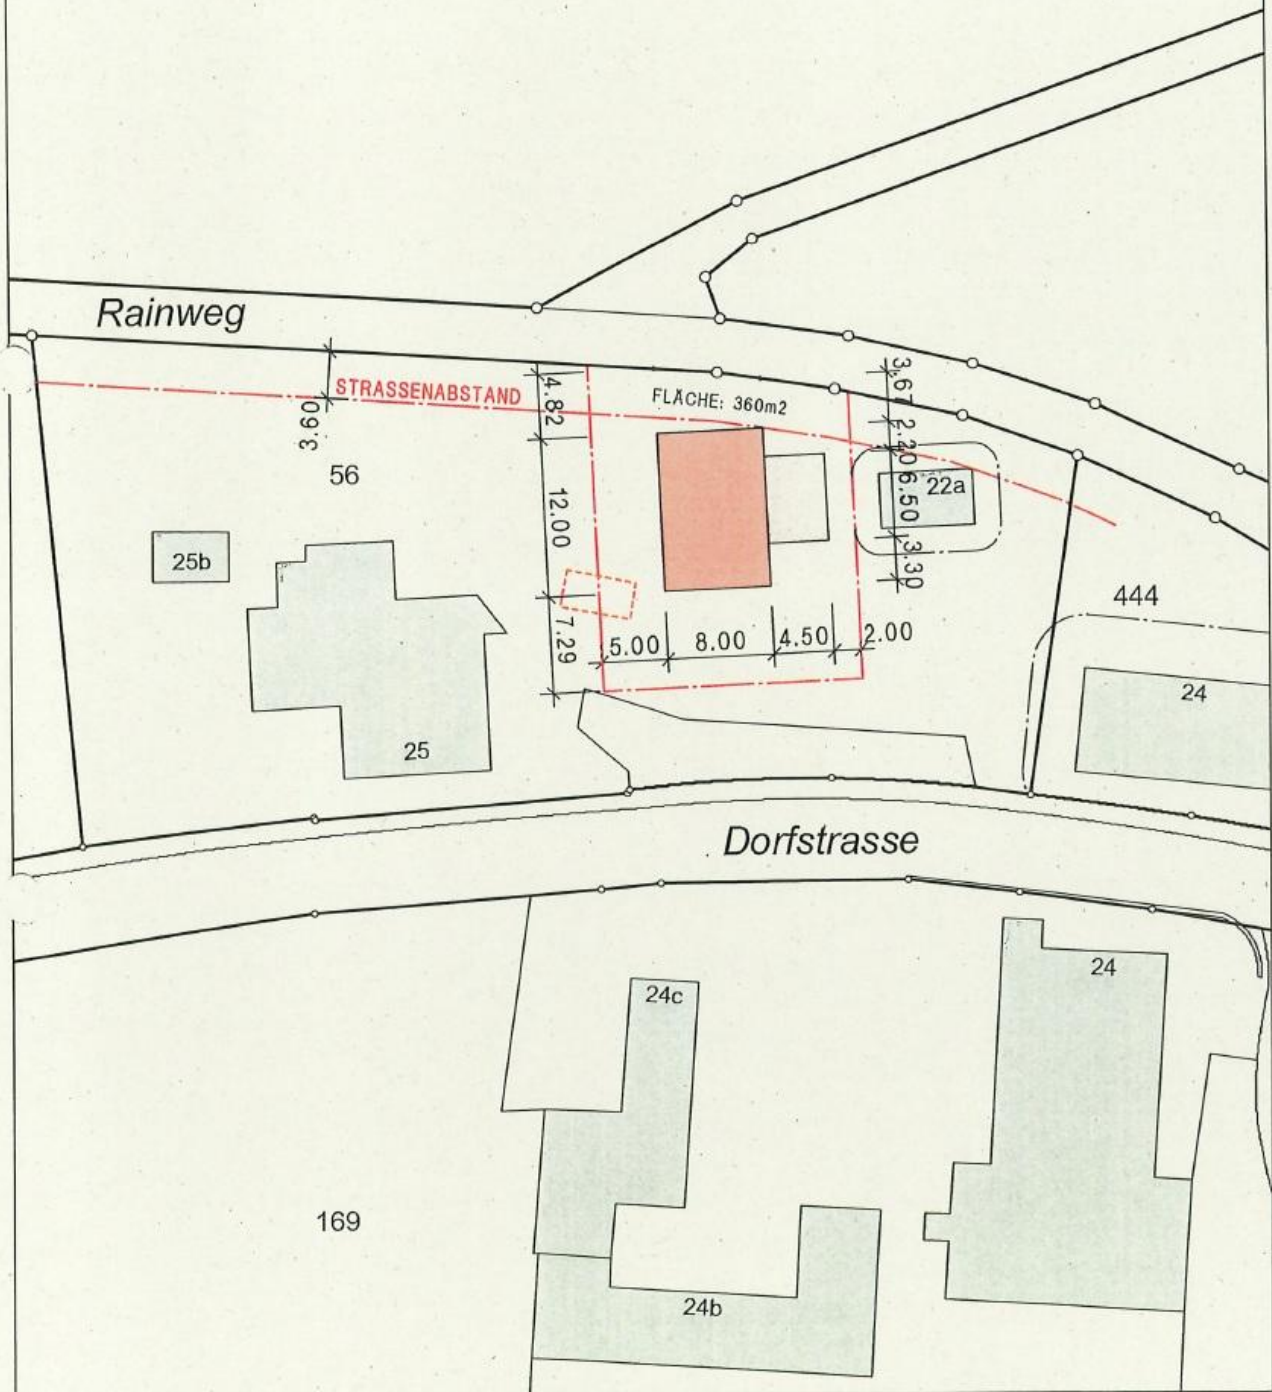 Rainweg
STRASSENABSTAND
3.60
4.82
FLÄCHE: 360m2
3.67
2.20
56
12.00
6.50
22a
25b
3.30
444
7.29
5.00
8.00
4.50
2.00
24
25
Dorfstrasse
24
24c
169
24b